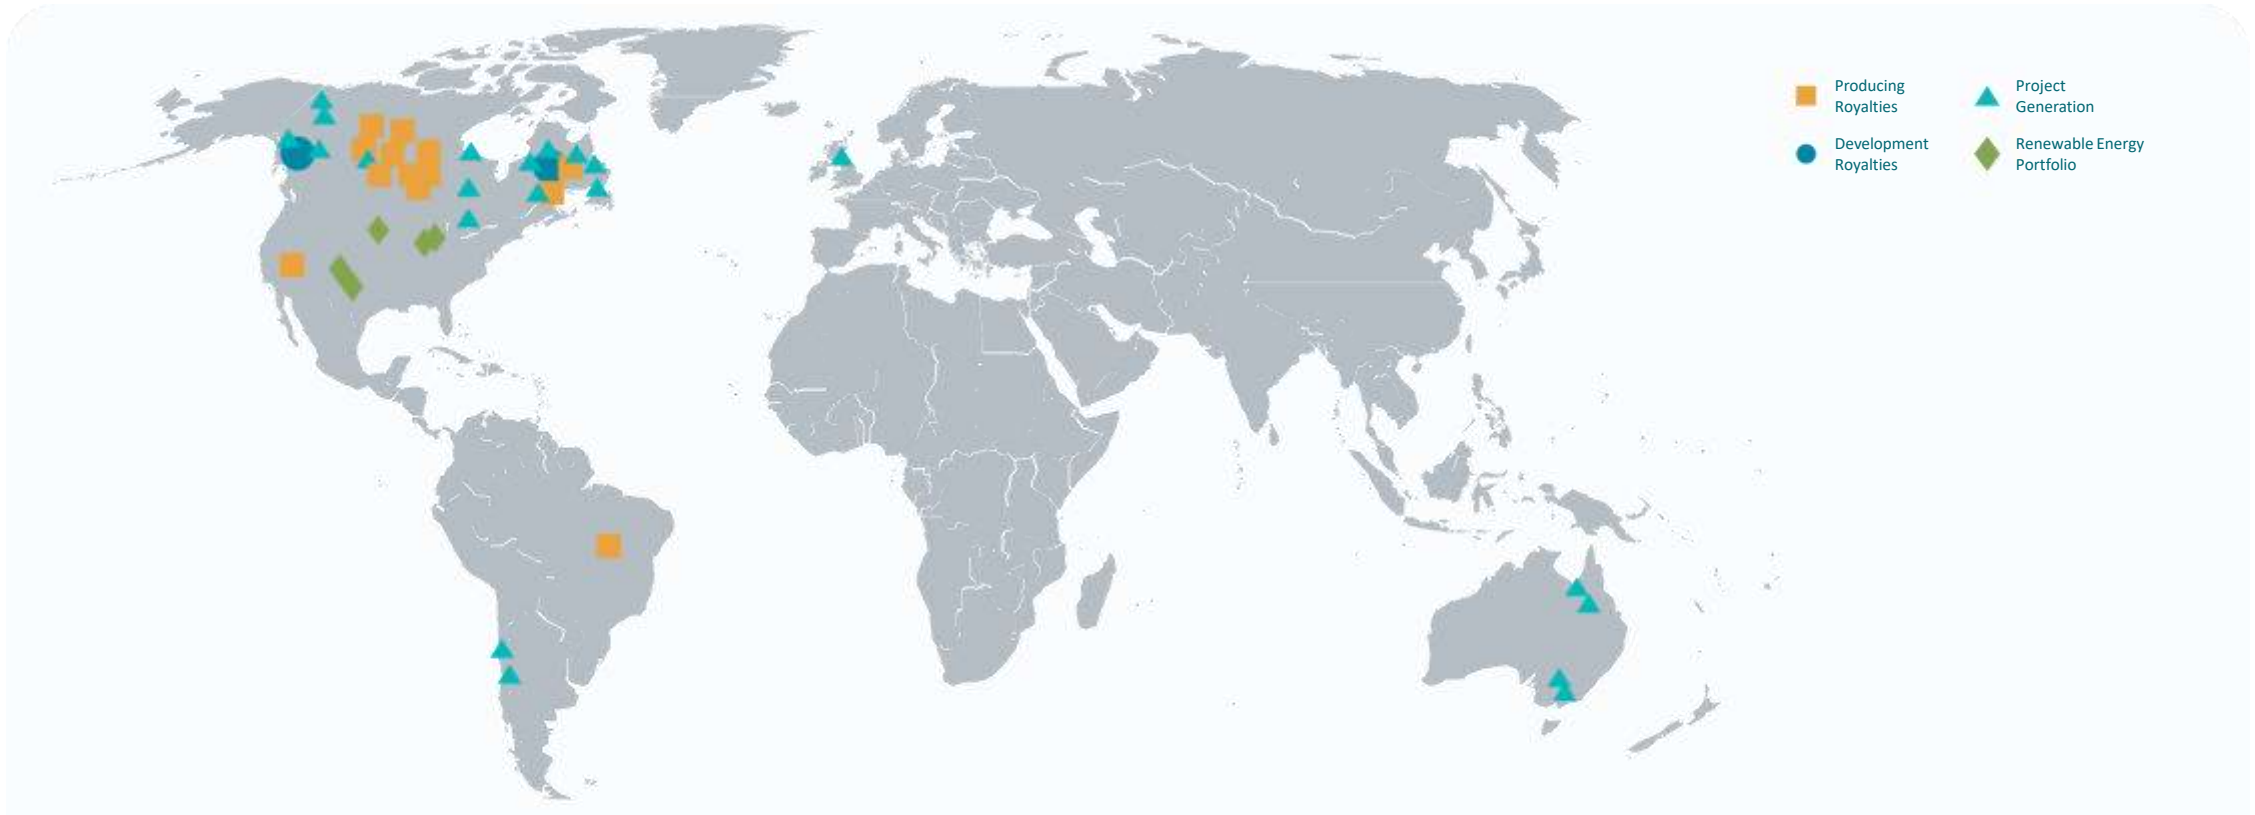 Producing
Royalties
Project
Generation
Development
Royalties
Renewable Energy
Portfolio